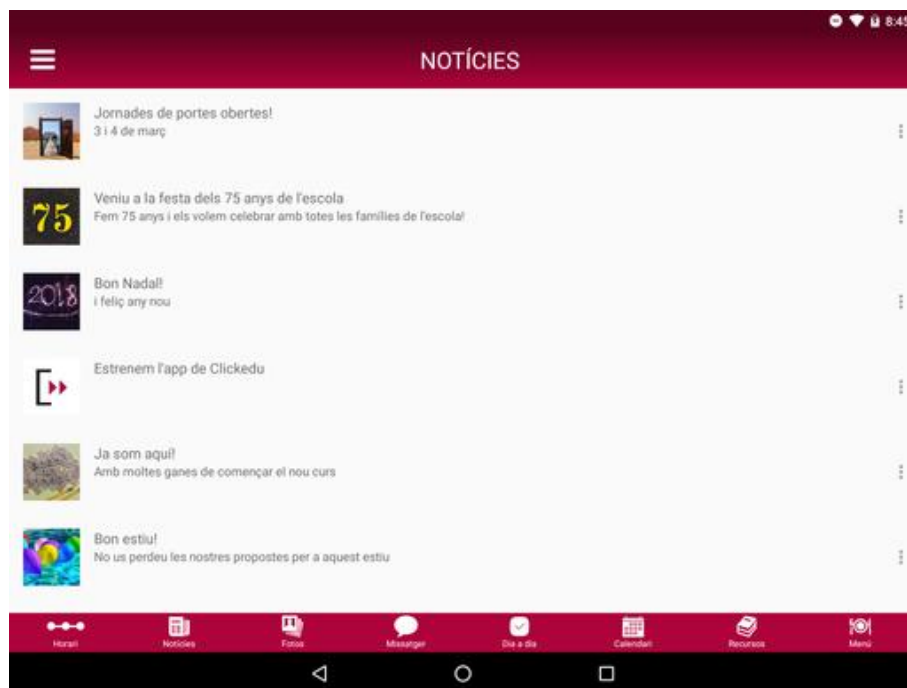 8:45
NOTÍCIES
Jornades de portes obertes!
3 i 4 de març
75
Veniu a la festa dels 75 anys de l'escola
Fem 75 anys i els volem celebrar amb totes les famílies de l'escola!
2018
Bon Nadal!
i feliç any nou
Estrenem l'app de Clickedu
Ja som aquí!
Amb moltes ganes de començar el nou curs
Bon estiu!
No us perdeu les nostres propostes per a aquest estiu
Horari Notícies Fotos Missatger Dia a dia Calendari Recursos Menú